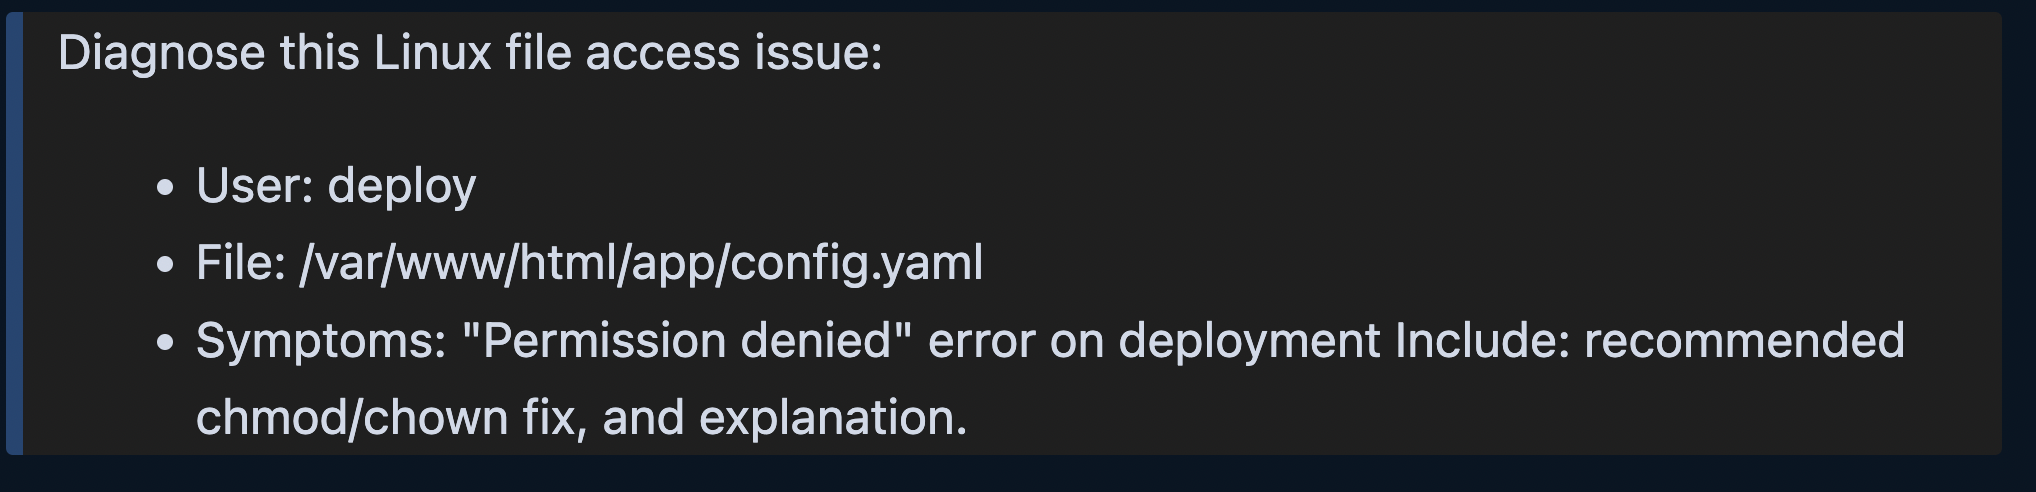 Diagnose this Linux file access issue:
• User: deploy
• File: /var/www/html/app/config.yaml
• Symptoms: "Permission denied" error on deployment Include: recommended
chmod/chown fix, and explanation.